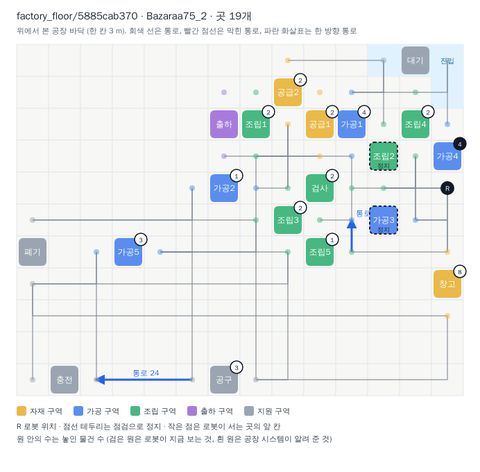 factory_floor/5885cab370 · Bazaraa75_2 · 곳 19개
위에서 본 공장 바닥 (한 칸 3 m). 회색 선은 통로, 빨간 점선은 막힌 통로, 파란 화살표는 한 방향 통로
대기
진입
2
공급2
2
2
4
2
출하
조립1
공급1
가공1
조립4
4
조립2
정지
가공4
1
2
R
가공2
검사
2
통로
조립3
가공3
정지
3
1
폐기
가공5
조립5
8
창고
통로 24
3
충전
공구
자재 구역
가공 구역
조립 구역
출하 구역
지원 구역
R 로봇 위치 · 점선 테두리는 점검으로 정지 · 작은 점은 로봇이 서는 곳의 앞 칸
원 안의 수는 놓인 물건 수 (검은 원은 로봇이 지금 보는 것, 흰 원은 공장 시스템이 알려 준 것)